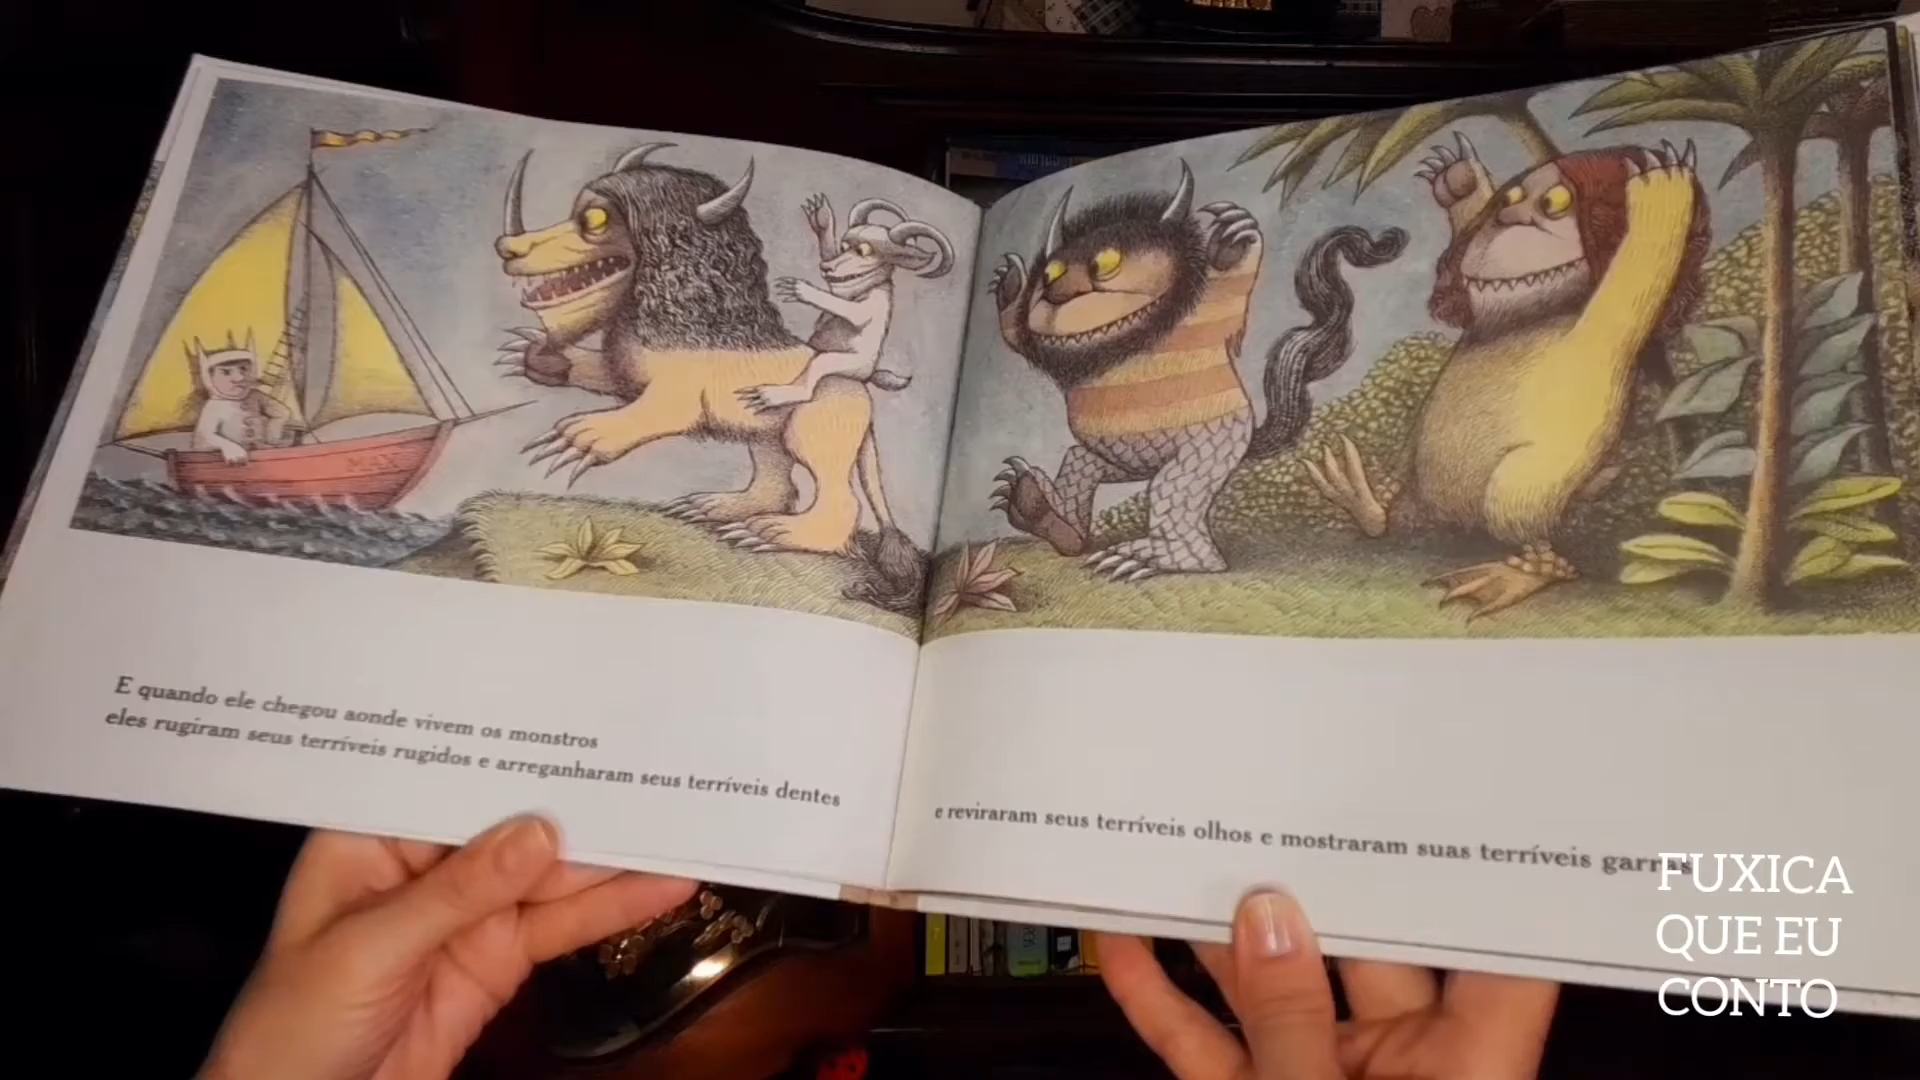 MAX
E quando ele chegou aonde vivem os monstros
eles rugiram seus terríveis rugidos e arreganharam seus terríveis dentes
e reviraram seus terríveis olhos e mostraram suas terríveis garras
FUXICA
QUE EU
CONTO